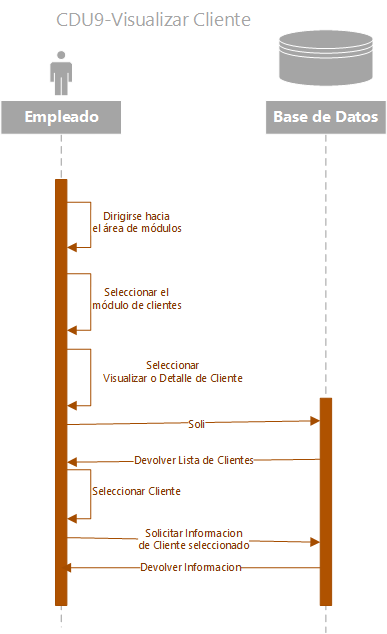 CDU9-Visualizar Cliente
Empleado
Base de Datos
Dirigirse hacia
el área de módulos
Seleccionar el
módulo de clientes
Seleccionar
Visualizar o Detalle de Cliente
Soli
Devolver Lista de Clientes
Seleccionar Cliente
Solicitar Informacion
de Cliente seleccionado
Devolver Informacion